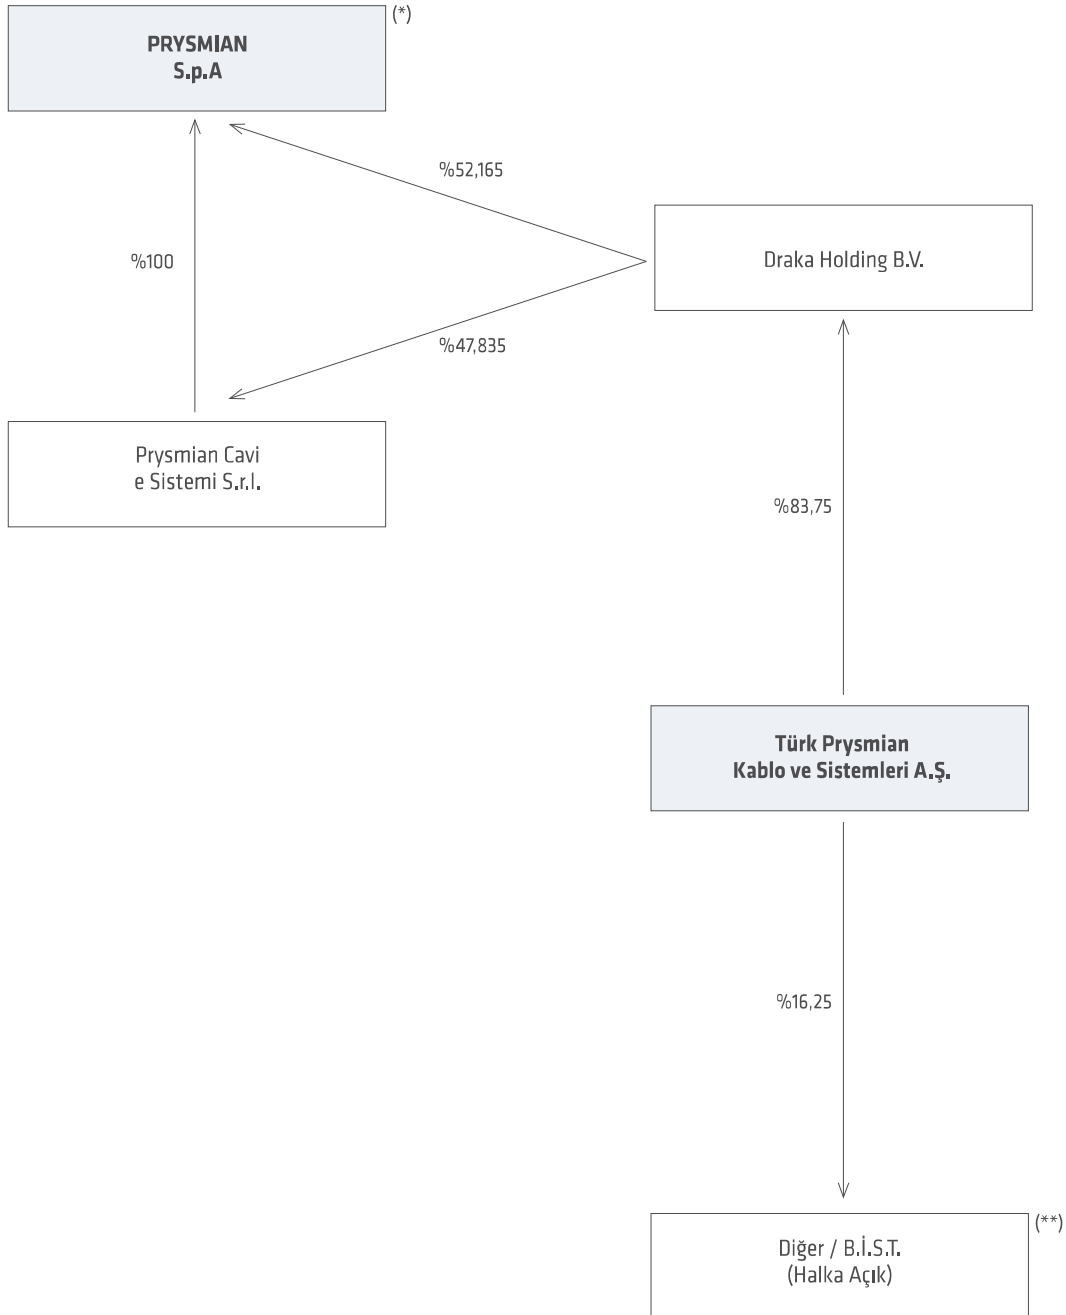 PRYSMIAN
S.p.A
(*)
%52,165
%100
Draka Holding B.V.
%47,835
Prysmian Cavi
e Sistemi S.r.l.
%83,75
Türk Prysmian
Kablo ve Sistemleri A.Ş.
%16,25
(**)
Diğer / B.İ.S.T.
(Halka Açık)